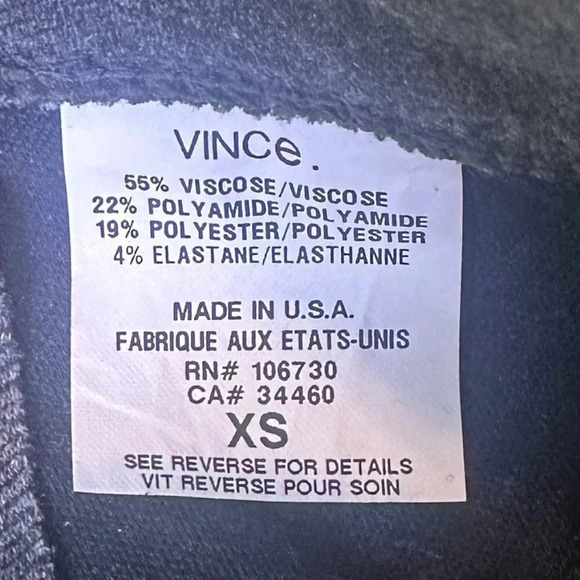 VINCe.
55% VISCOSE/VISCOSE
22% POLYAMIDE/POLYAMIDE
19% POLYESTER/POLYESTER
4% ELASTANE/ELASTHANNE
MADE IN U.S.A.
FABRIQUE AUX ETATS-UNIS
RN# 106730
CA# 34460
XS
SEE REVERSE FOR DETAILS
VIT REVERSE POUR SOIN